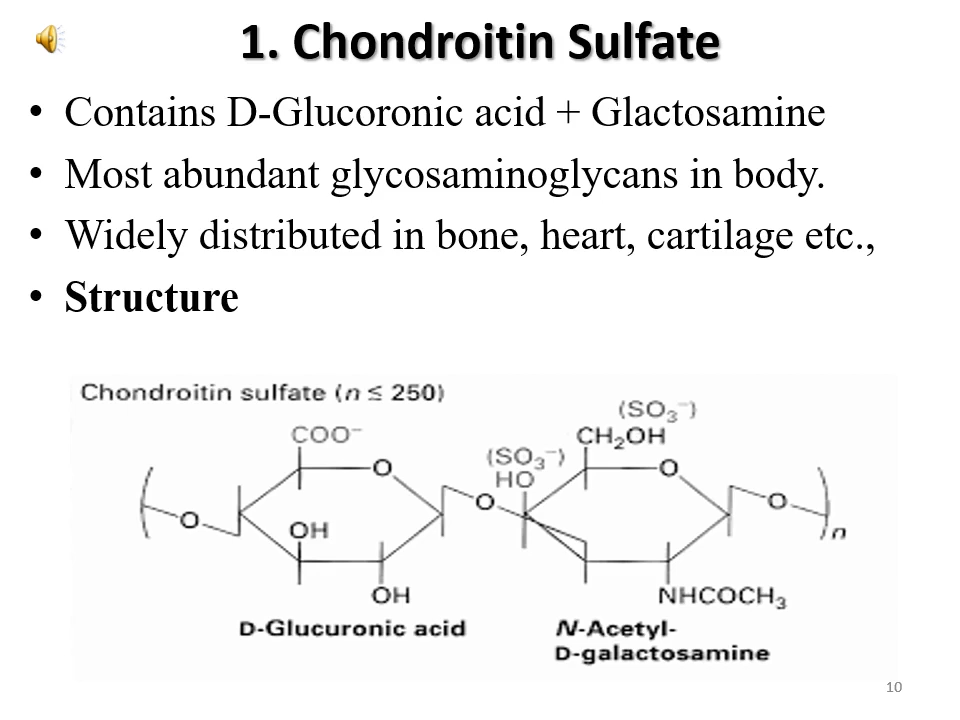 1. Chondroitin Sulfate
• Contains D-Glucoronic acid + Glactosamine
• Most abundant glycosaminoglycans in body.
• Widely distributed in bone, heart, cartilage etc.,
• Structure
Chondroitin sulfate (n ≤ 250)
(SO₃⁻)
COO⁻ CH₂OH
(SO₃⁻)
O HO O
O O O
OH n
OH NHCOCH₃
D-Glucuronic acid N-Acetyl-
D-galactosamine
10